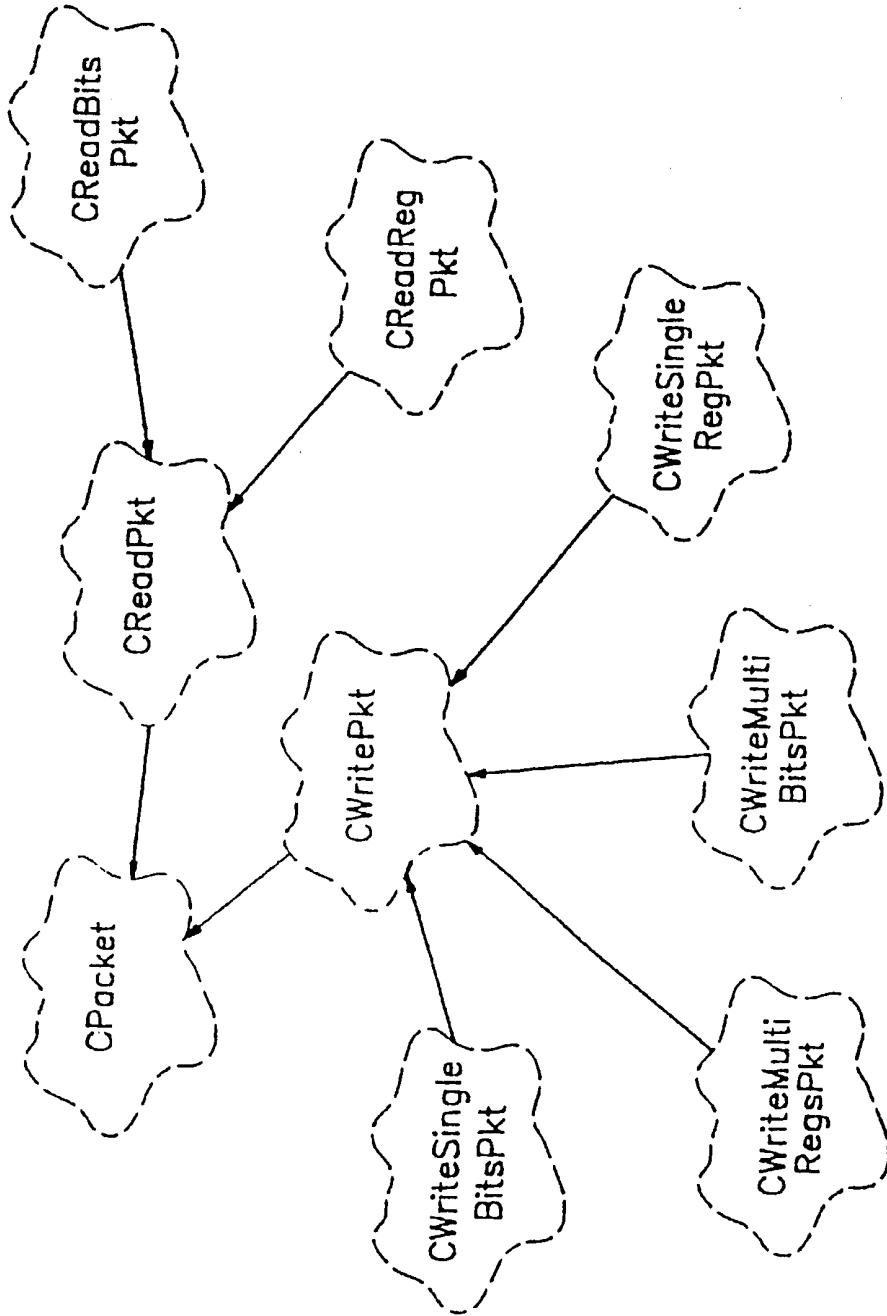 CPacket
CReadPkt
CReadBits
Pkt
CReadReg
Pkt
CWritePkt
CWriteSingle
BitsPkt
CWriteMulti
RegsPkt
CWriteMulti
BitsPkt
CWriteSingle
RegPkt